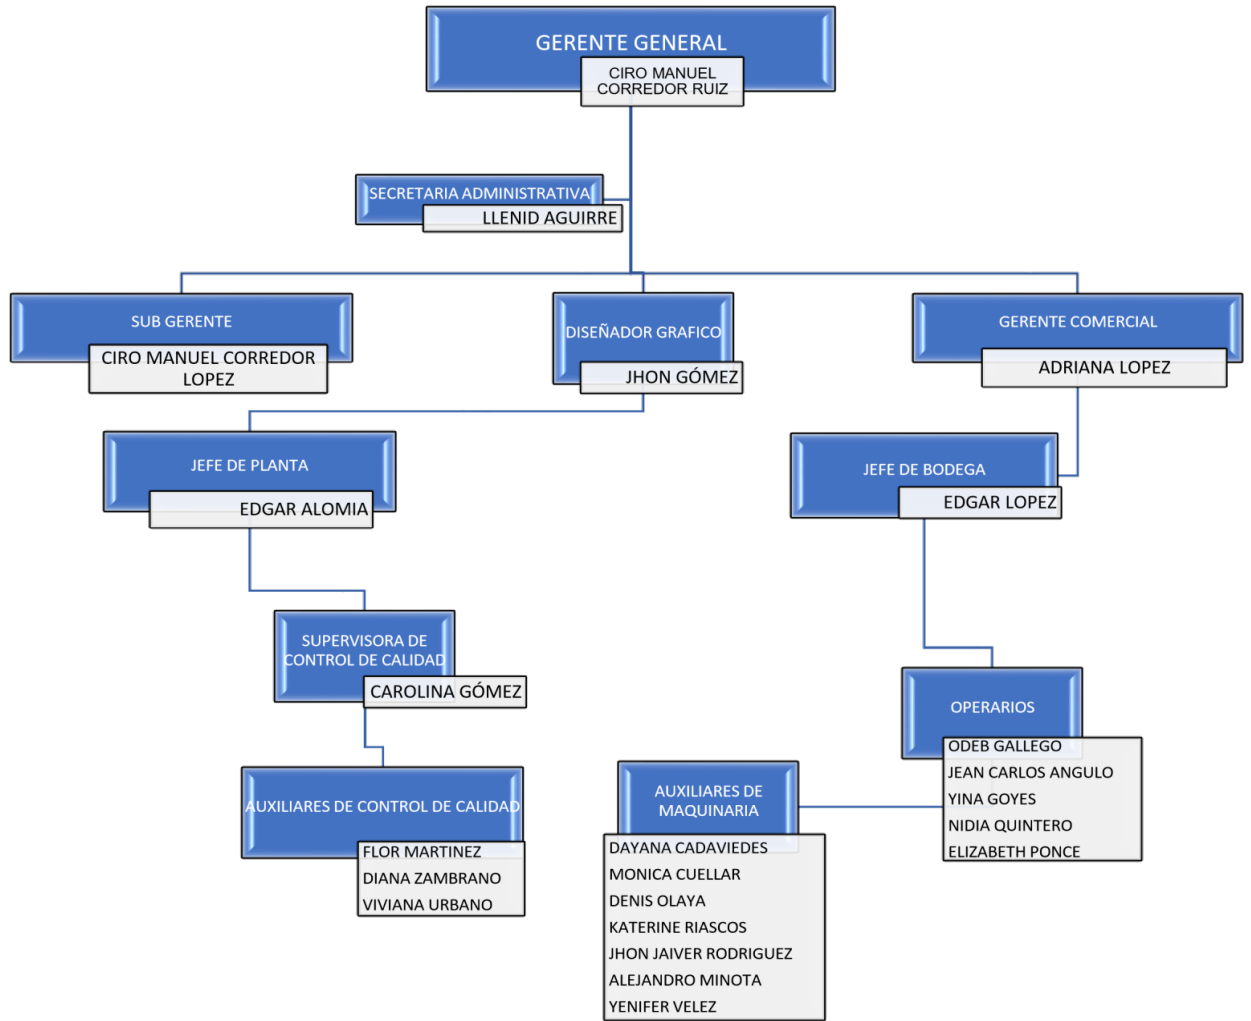 GERENTE GENERAL
CIRO MANUEL
CORREDOR RUIZ
SECRETARIA ADMINISTRATIVA
LLENID AGUIRRE
SUB GERENTE
CIRO MANUEL CORREDOR
LOPEZ
DISEÑADOR GRAFICO
JHON GÓMEZ
GERENTE COMERCIAL
ADRIANA LOPEZ
JEFE DE PLANTA
EDGAR ALOMIA
JEFE DE BODEGA
EDGAR LOPEZ
SUPERVISORA DE
CONTROL DE CALIDAD
CAROLINA GÓMEZ
OPERARIOS
ODEB GALLEGO
JEAN CARLOS ANGULO
YINA GOYES
NIDIA QUINTERO
ELIZABETH PONCE
AUXILIARES DE CONTROL DE CALIDAD
FLOR MARTINEZ
DIANA ZAMBRANO
VIVIANA URBANO
AUXILIARES DE
MAQUINARIA
DAYANA CADAVIEDES
MONICA CUELLAR
DENIS OLAYA
KATERINE RIASCOS
JHON JAIVER RODRIGUEZ
ALEJANDRO MINOTA
YENIFER VELEZ